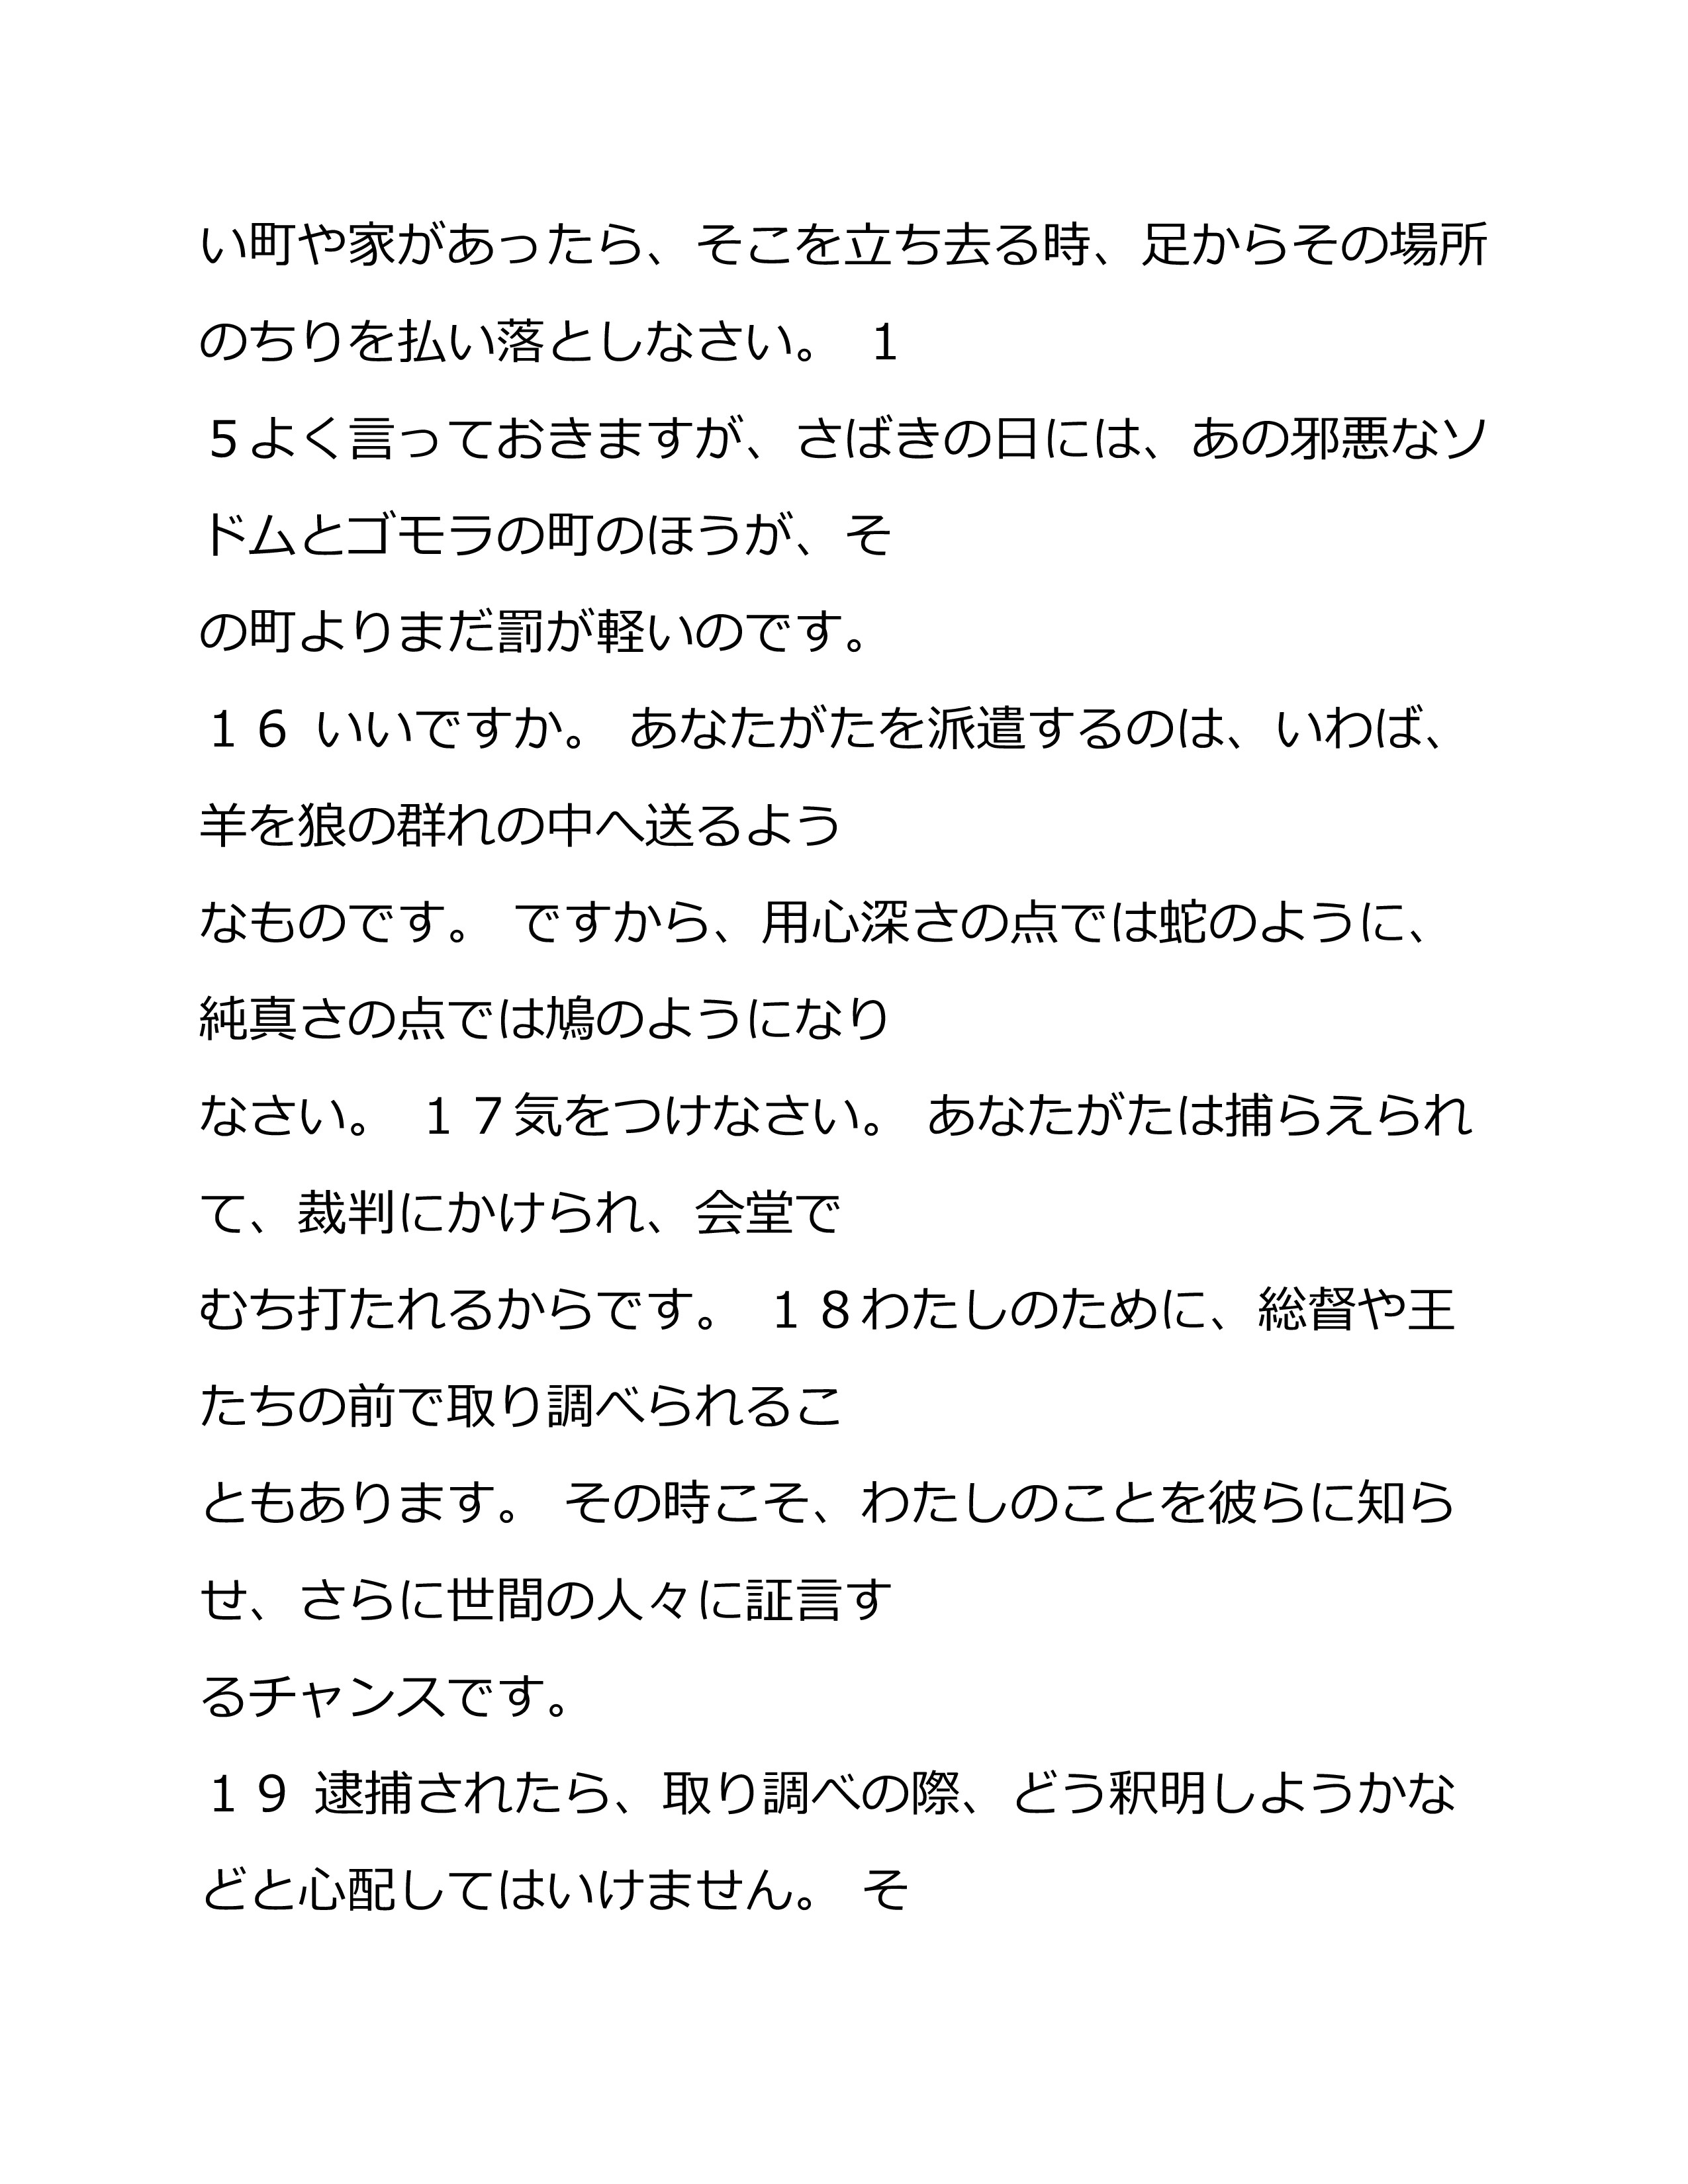 い町や家があったら、そこを立ち去る時、足からその場所
のちりを払い落としなさい。 １
５よく言っておきますが、さばきの日には、あの邪悪なソ
ドムとゴモラの町のほうが、そ
の町よりまだ罰が軽いのです。
１６ いいですか。 あなたがたを派遣するのは、いわば、
羊を狼の群れの中へ送るよう
なものです。 ですから、用心深さの点では蛇のように、
純真さの点では鳩のようになり
なさい。 １７気をつけなさい。 あなたがたは捕らえられ
て、裁判にかけられ、会堂で
むち打たれるからです。 １８わたしのために、総督や王
たちの前で取り調べられるこ
ともあります。 その時こそ、わたしのことを彼らに知ら
せ、さらに世間の人々に証言す
るチャンスです。
１９ 逮捕されたら、取り調べの際、どう釈明しようかな
どと心配してはいけません。 そ